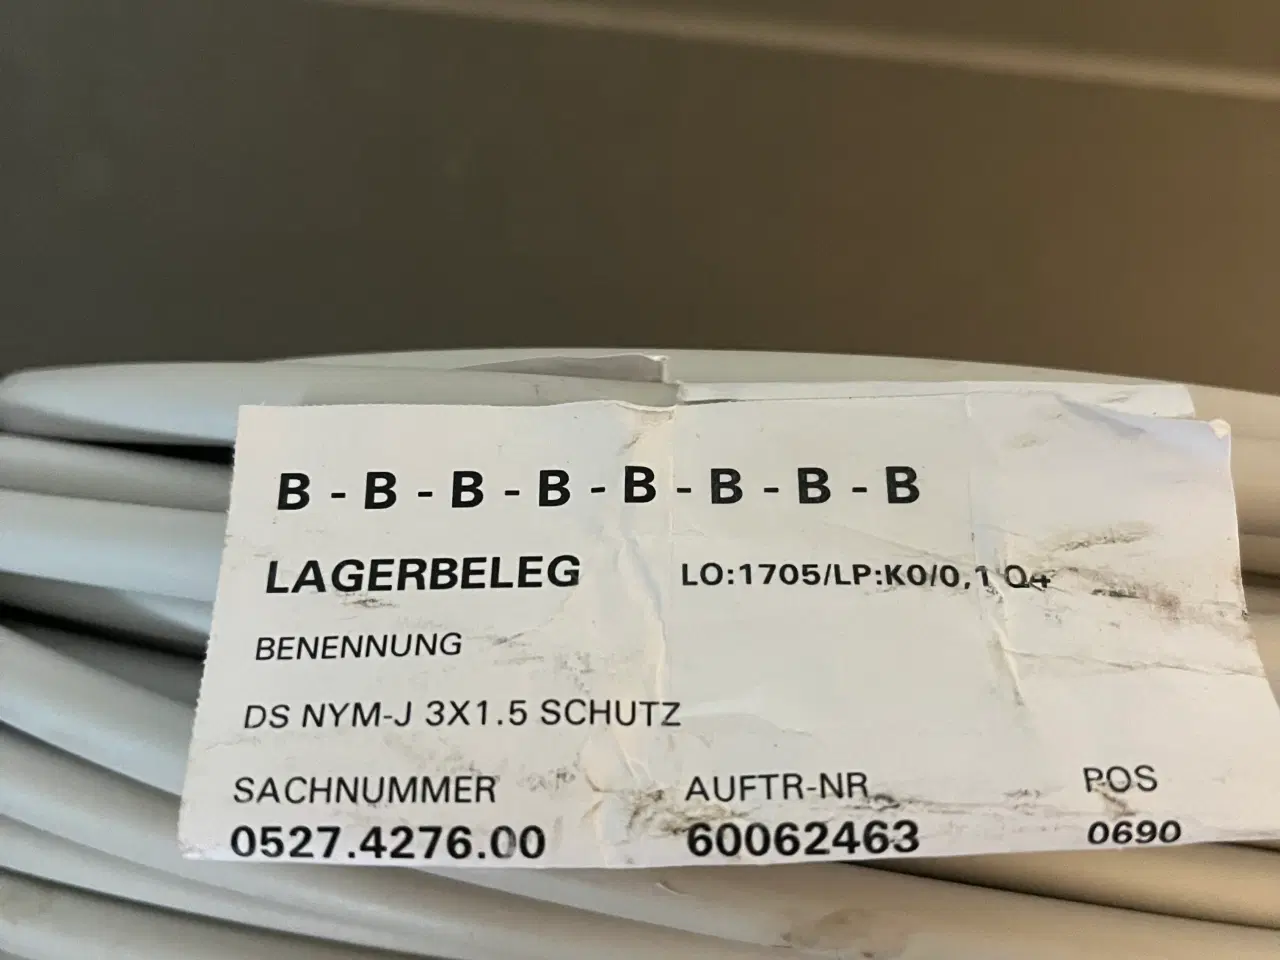 B - B - B - B - B - B - B - B
LAGERBELEG LO:1705/LP:K0/0,1 Q4
BENENNUNG
DS NYM-J 3X1.5 SCHUTZ
SACHNUMMER AUFTR-NR POS
0527.4276.00 60062463 0690